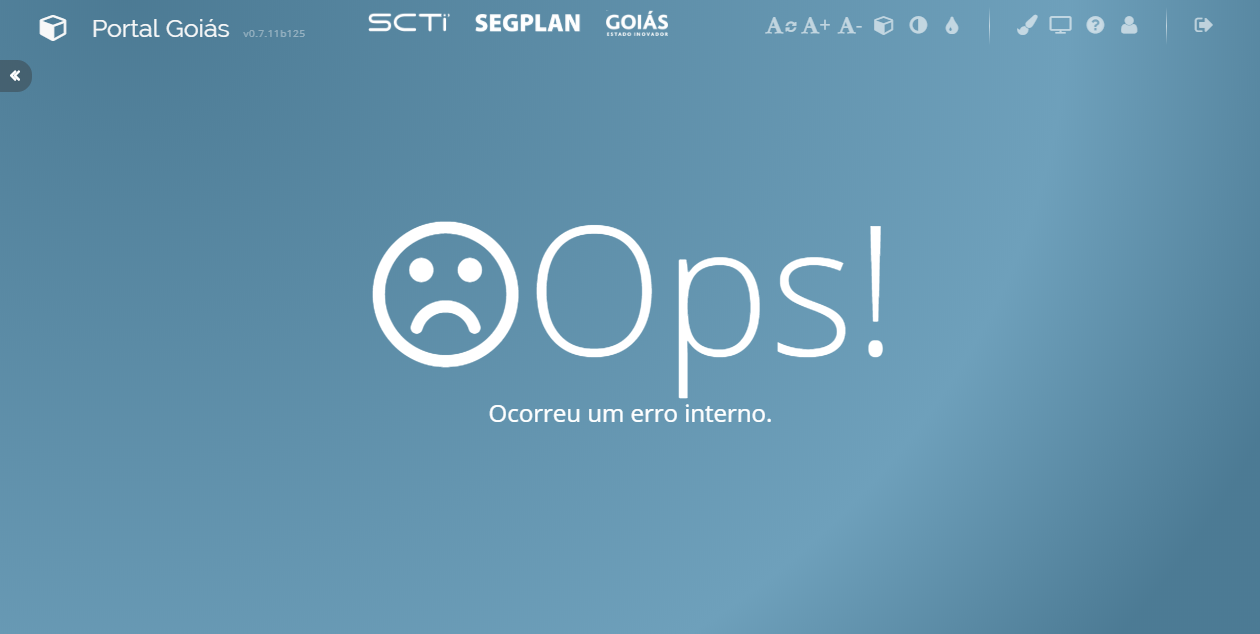 Portal Goiás v0.7.11b125
SCTi SEGPLAN GOIÁS
ESTADO INOVADOR
A A+ A-
Ops!
Ocorreu um erro interno.